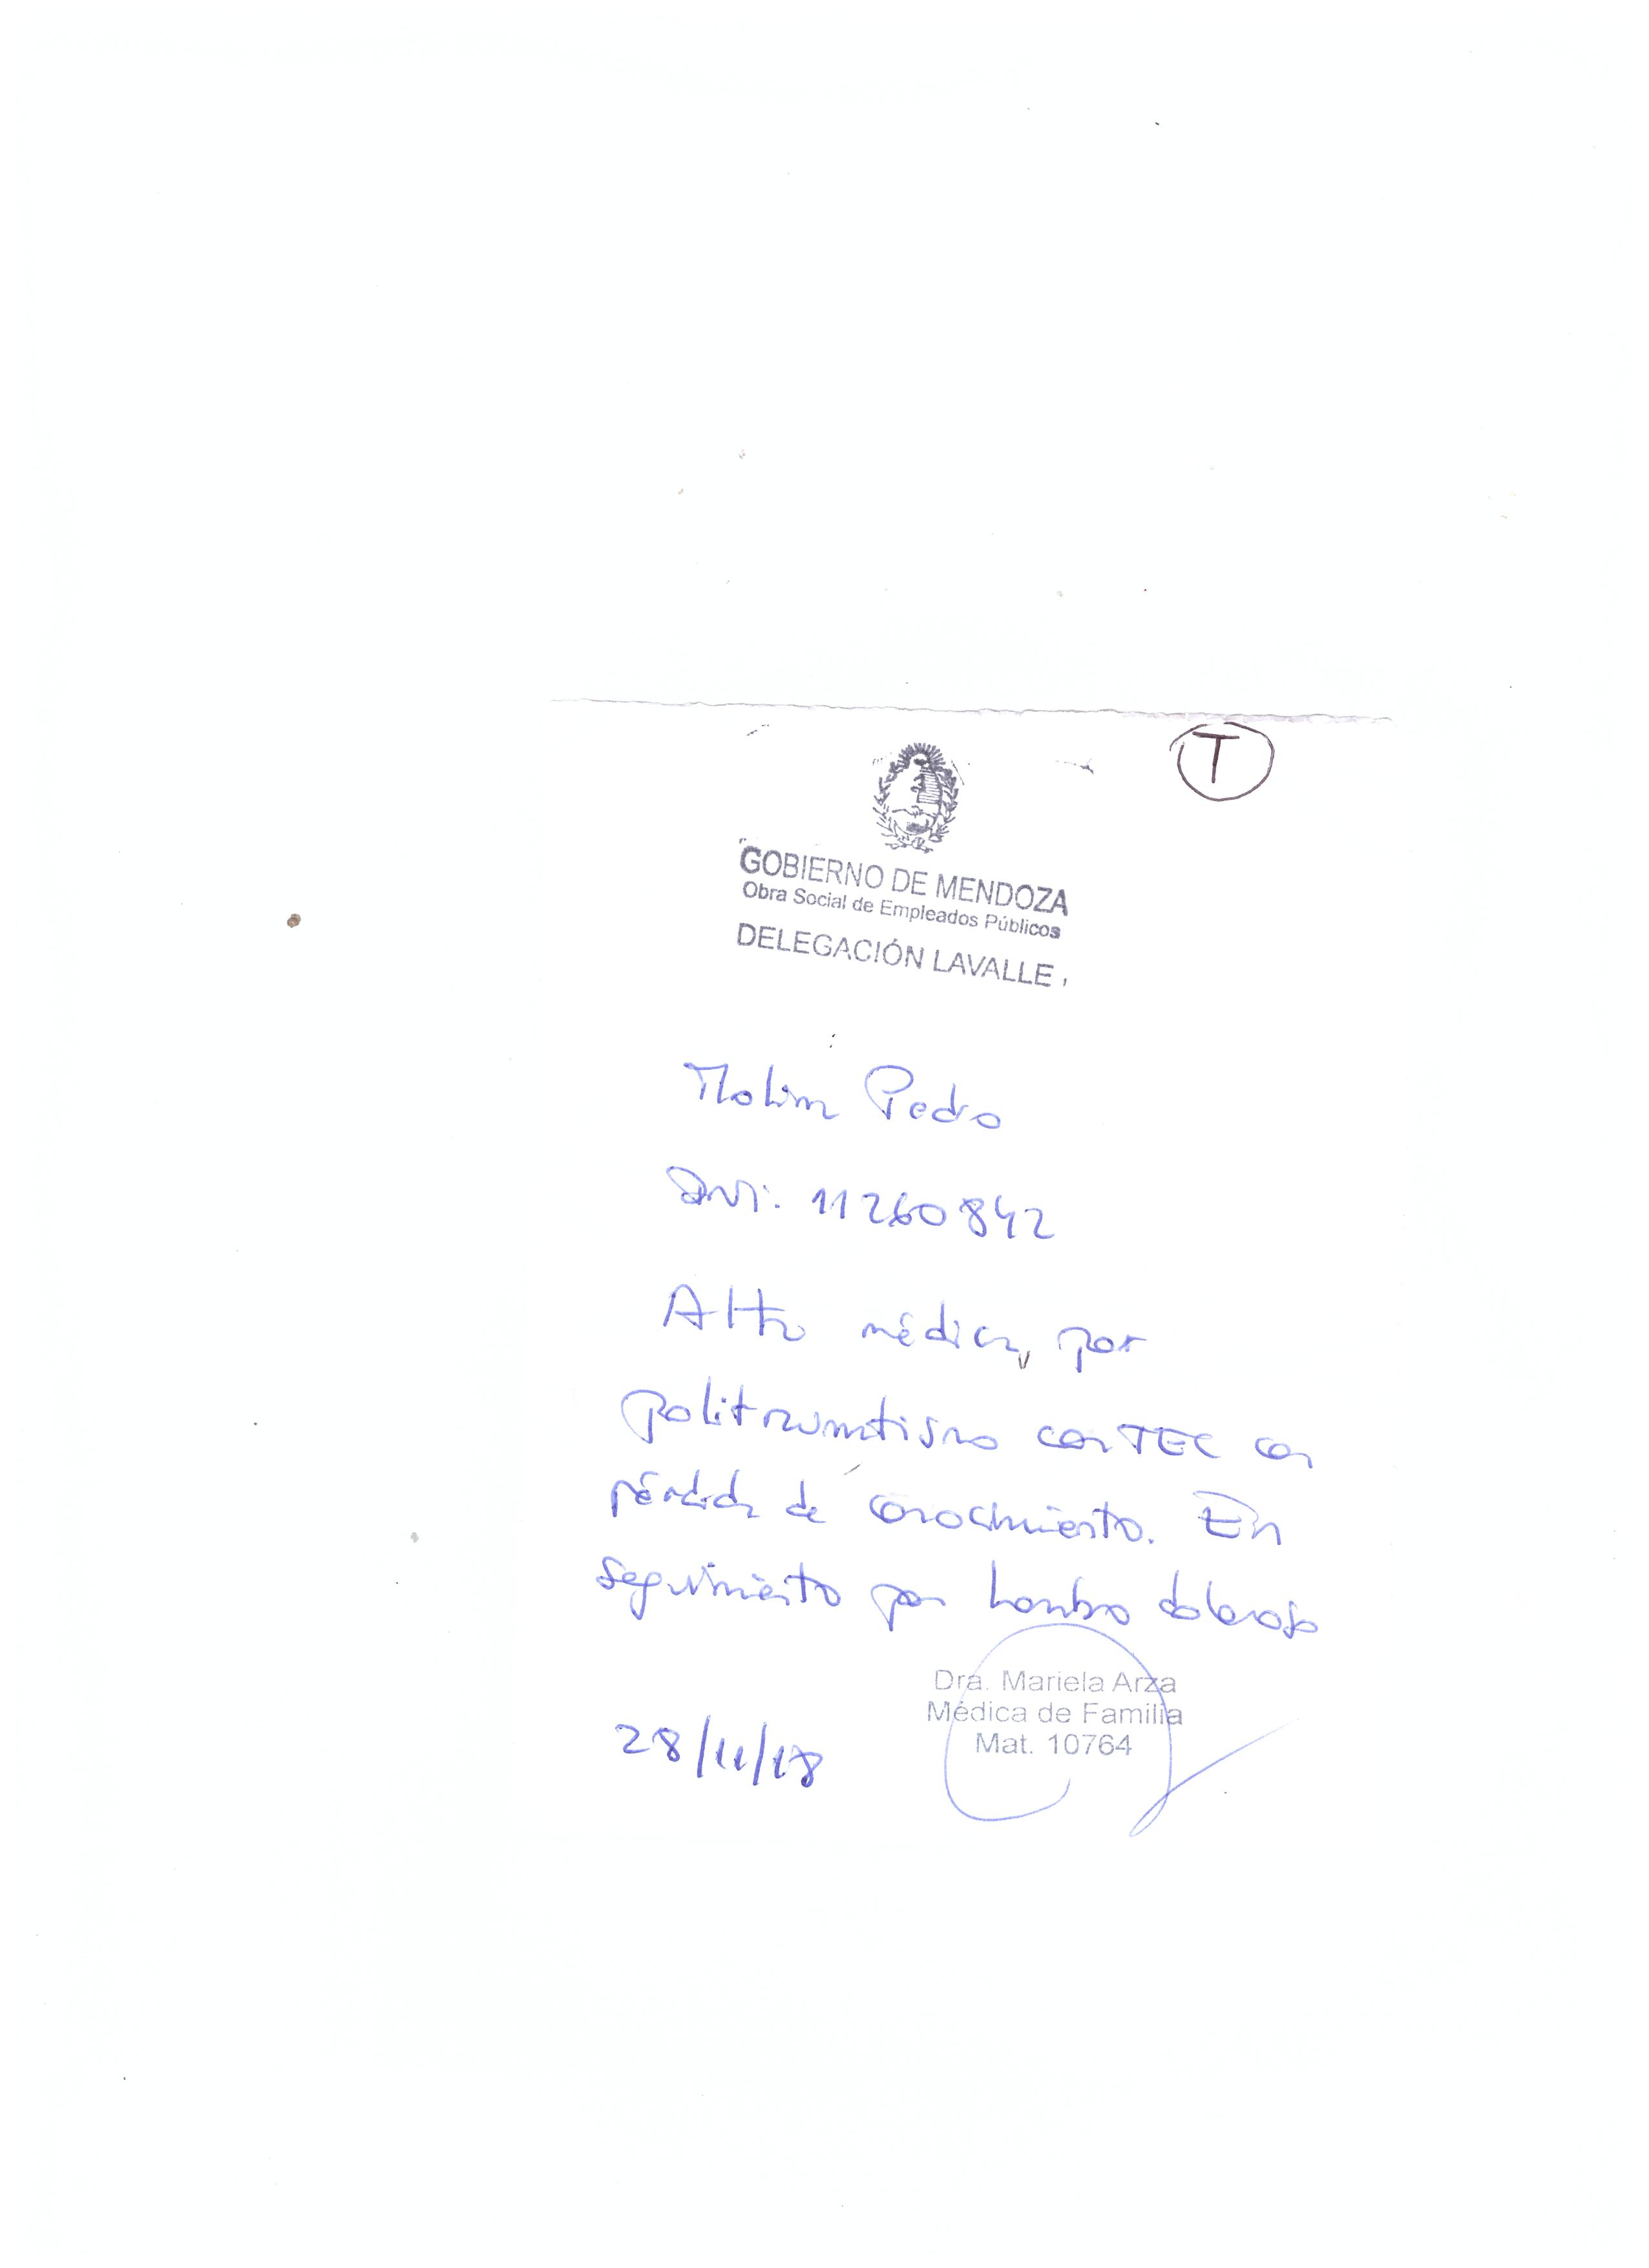 T
GOBIERNO DE MENDOZA
Obra Social de Empleados Públicos
DELEGACIÓN LAVALLE
Molina Pedro
DNI: 11260842
Alta médica, por
politraumatismo con TEC con
pérdida de conocimiento. En
seguimiento por hombro doloroso
Dra. Mariela Arza
Médica de Familia
Mat. 10764
28/11/18